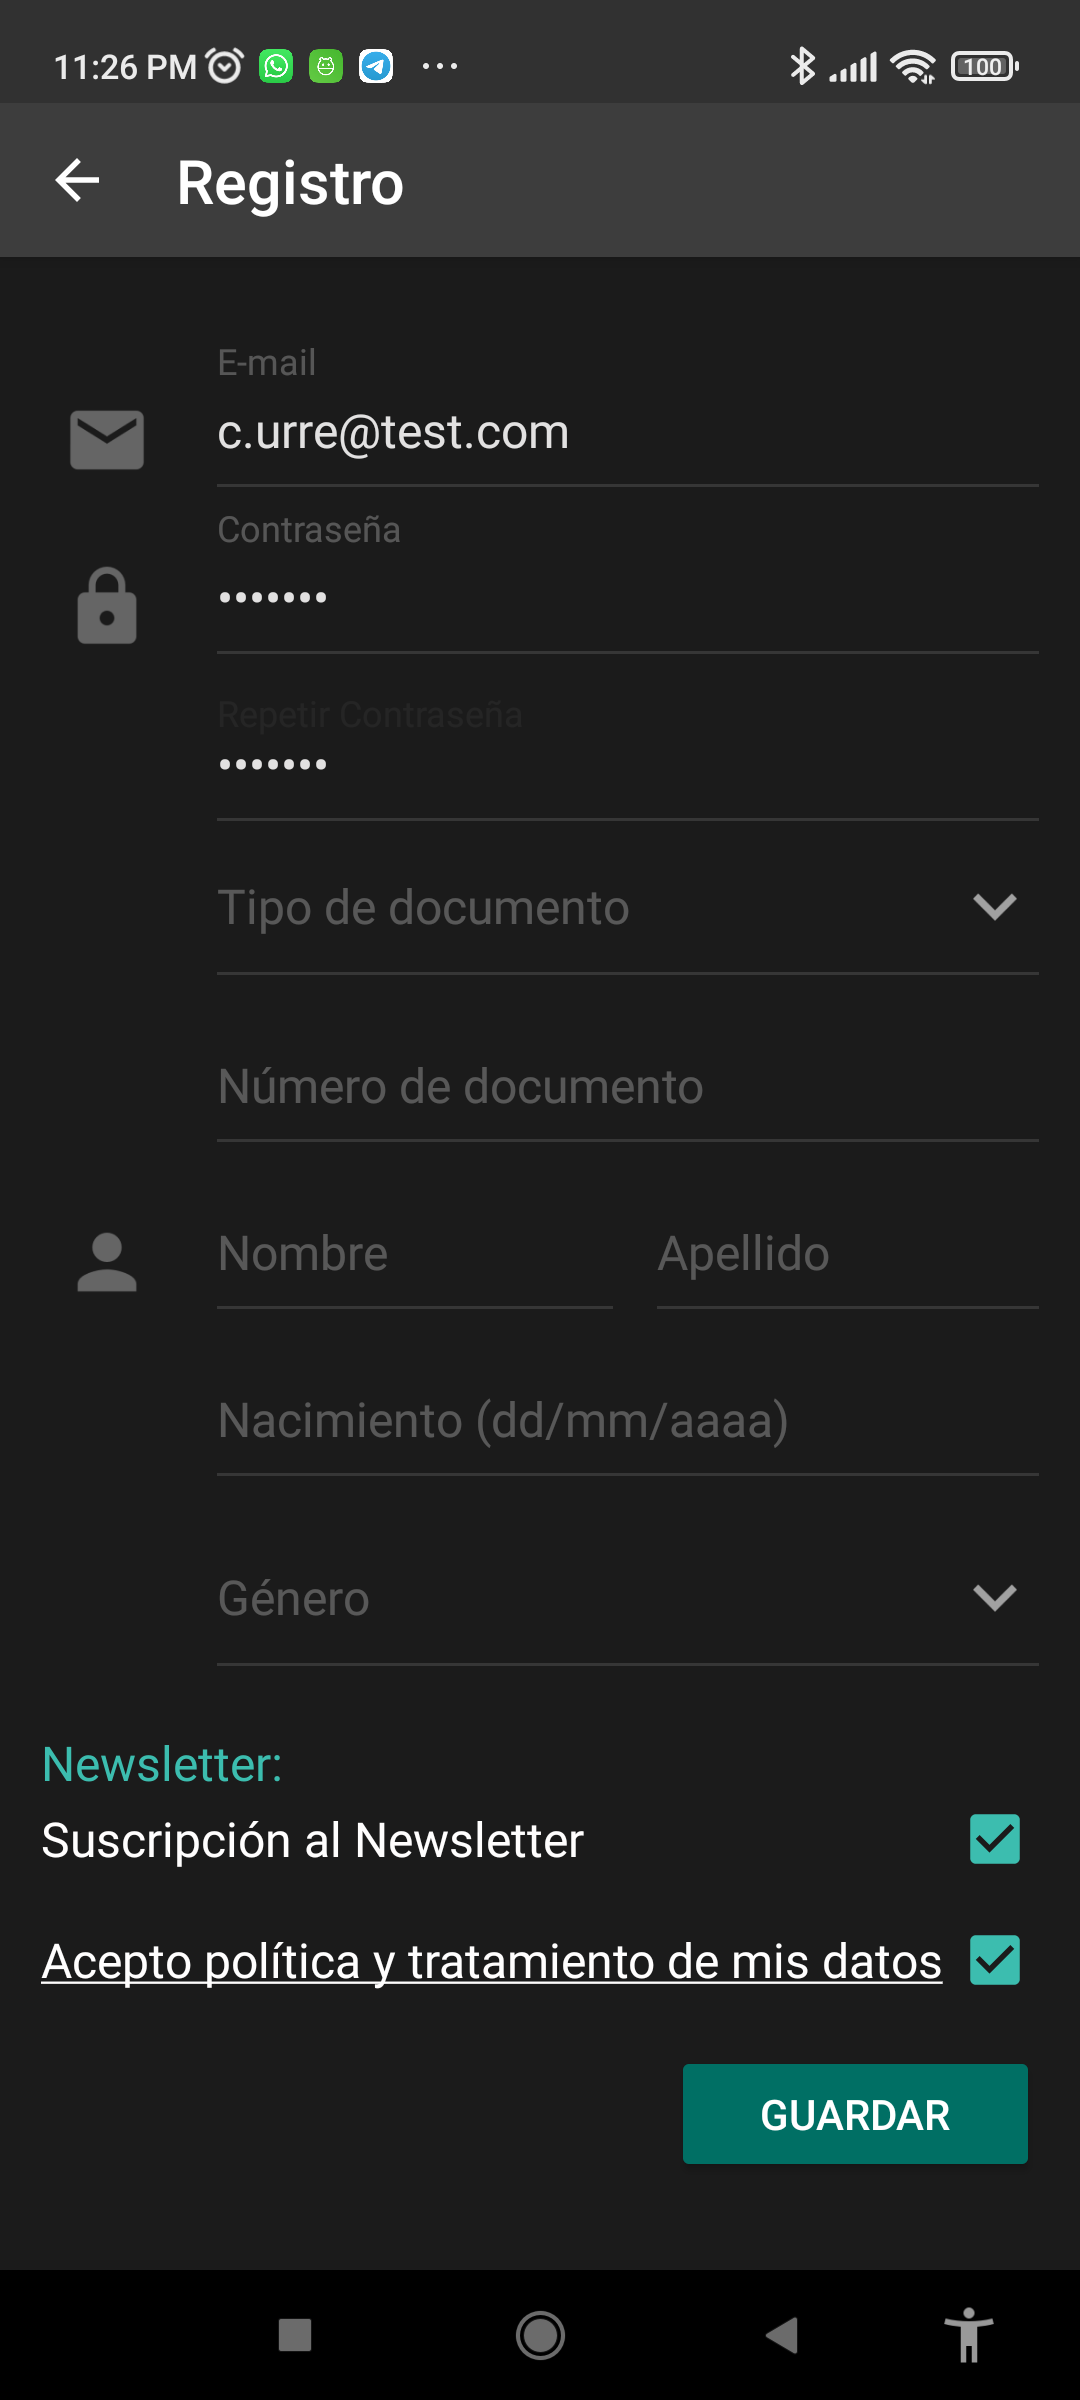 11:26 PM
100
Registro
E-mail
c.urre@test.com
Contraseña
•••••••
Repetir Contraseña
•••••••
Tipo de documento
Número de documento
Nombre Apellido
Nacimiento (dd/mm/aaaa)
Género
Newsletter:
Suscripción al Newsletter
Acepto política y tratamiento de mis datos
GUARDAR